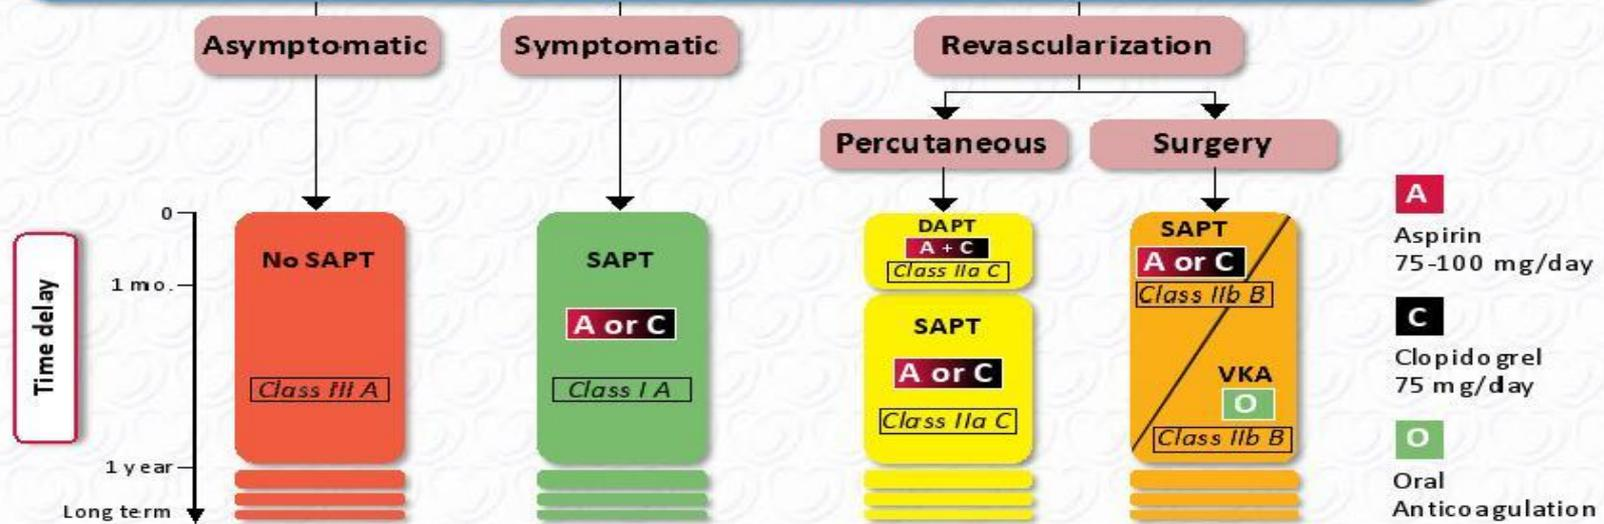 Asymptomatic
Symptomatic
Revascularization
Percutaneous
Surgery
Time delay
0
1 mo.
1 year
Long term
No SAPT
Class III A
SAPT
A or C
Class I A
DAPT
A + C
Class IIa C
SAPT
A or C
Class IIa C
SAPT
A or C
Class IIb B
VKA
O
Class IIb B
A
Aspirin
75-100 mg/day
C
Clopidogrel
75 mg/day
O
Oral
Anticoagulation